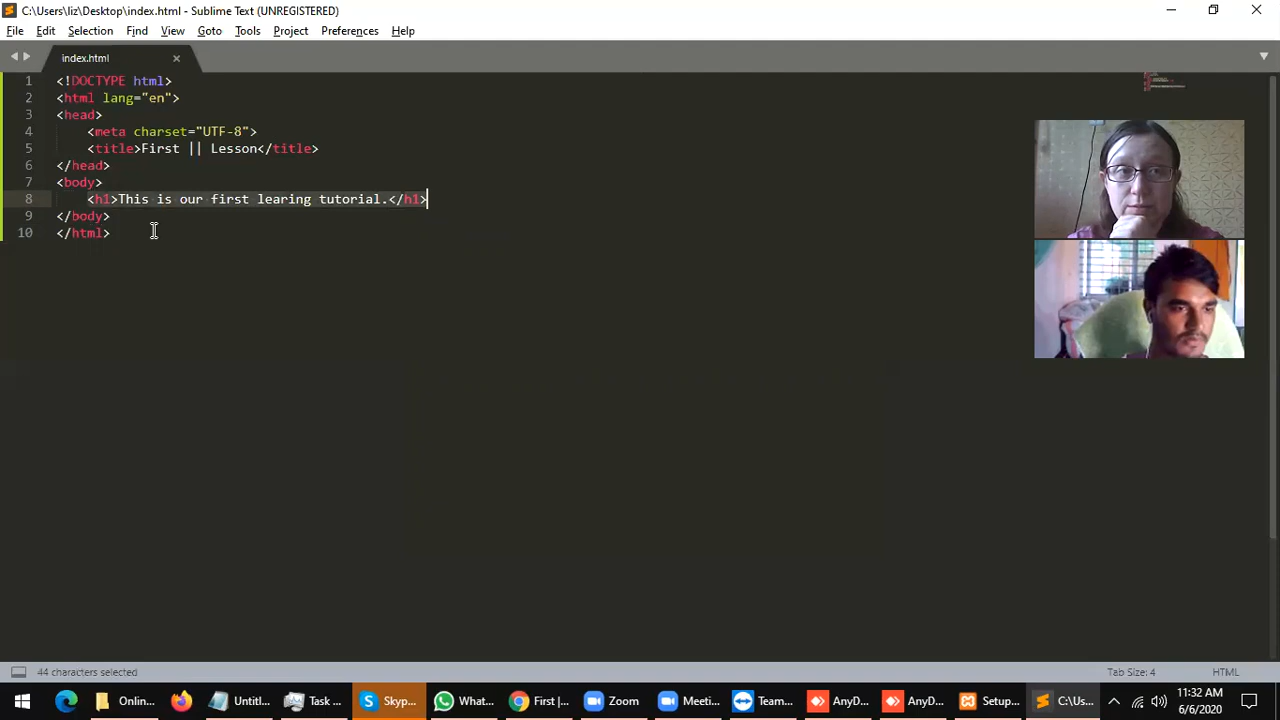 C:\Users\liz\Desktop\index.html - Sublime Text (UNREGISTERED)
File Edit Selection Find View Goto Tools Project Preferences Help
index.html
1 <!DOCTYPE html>
2 <html lang="en">
3 <head>
4 <meta charset="UTF-8">
5 <title>First || Lesson</title>
6 </head>
7 <body>
8 <h1>This is our first learing tutorial.</h1>
9 </body>
10 </html>
44 characters selected
Tab Size: 4
HTML
Onlin...
Untitl...
Task ...
Skyp...
What...
First |...
Zoom
Meeti...
Team...
AnyD...
AnyD...
Setup...
C:\Us...
11:32 AM
6/6/2020